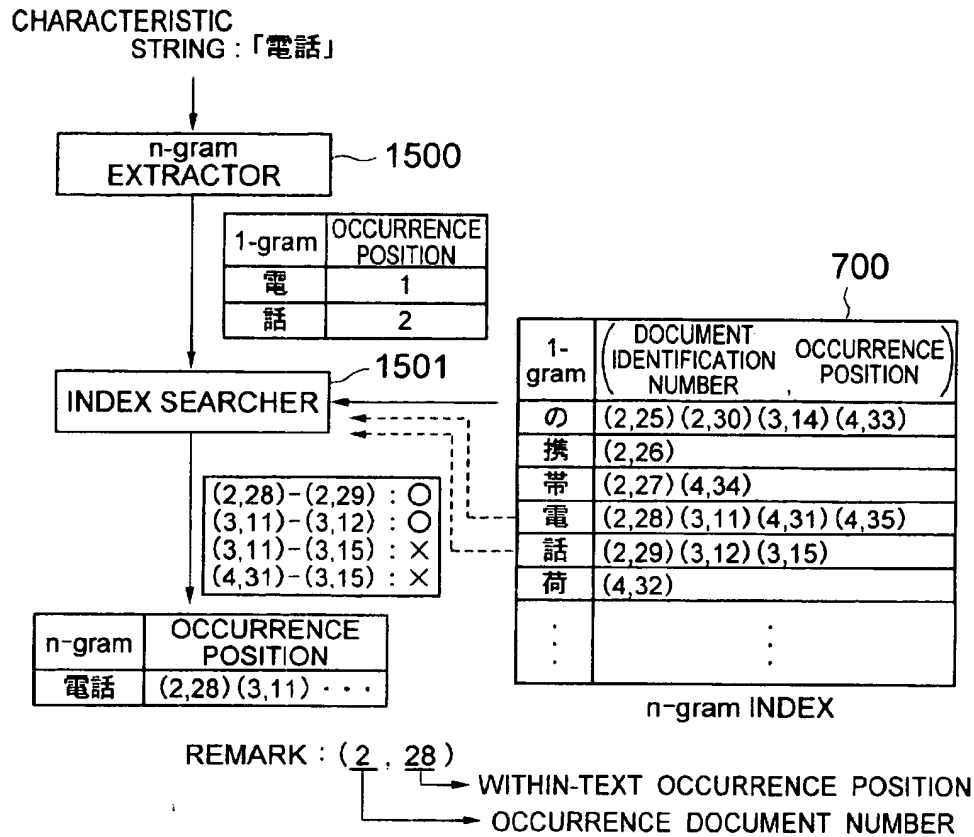 CHARACTERISTIC
STRING : 「電話」
n-gram
EXTRACTOR
1500
1-gram OCCURRENCE
POSITION
電 1
話 2
700
1-
gram
DOCUMENT
IDENTIFICATION
NUMBER
,
OCCURRENCE
POSITION
の (2,25)(2,30)(3,14)(4,33)
携 (2,26)
帯 (2,27)(4,34)
電 (2,28)(3,11)(4,31)(4,35)
話 (2,29)(3,12)(3,15)
荷 (4,32)
n-gram INDEX
1501
INDEX SEARCHER
(2,28)-(2,29) : ○
(3,11)-(3,12) : ○
(3,11)-(3,15) : ×
(4,31)-(3,15) : ×
n-gram OCCURRENCE
POSITION
電話 (2,28)(3,11) ・・・
REMARK : (2 , 28)
WITHIN-TEXT OCCURRENCE POSITION
OCCURRENCE DOCUMENT NUMBER